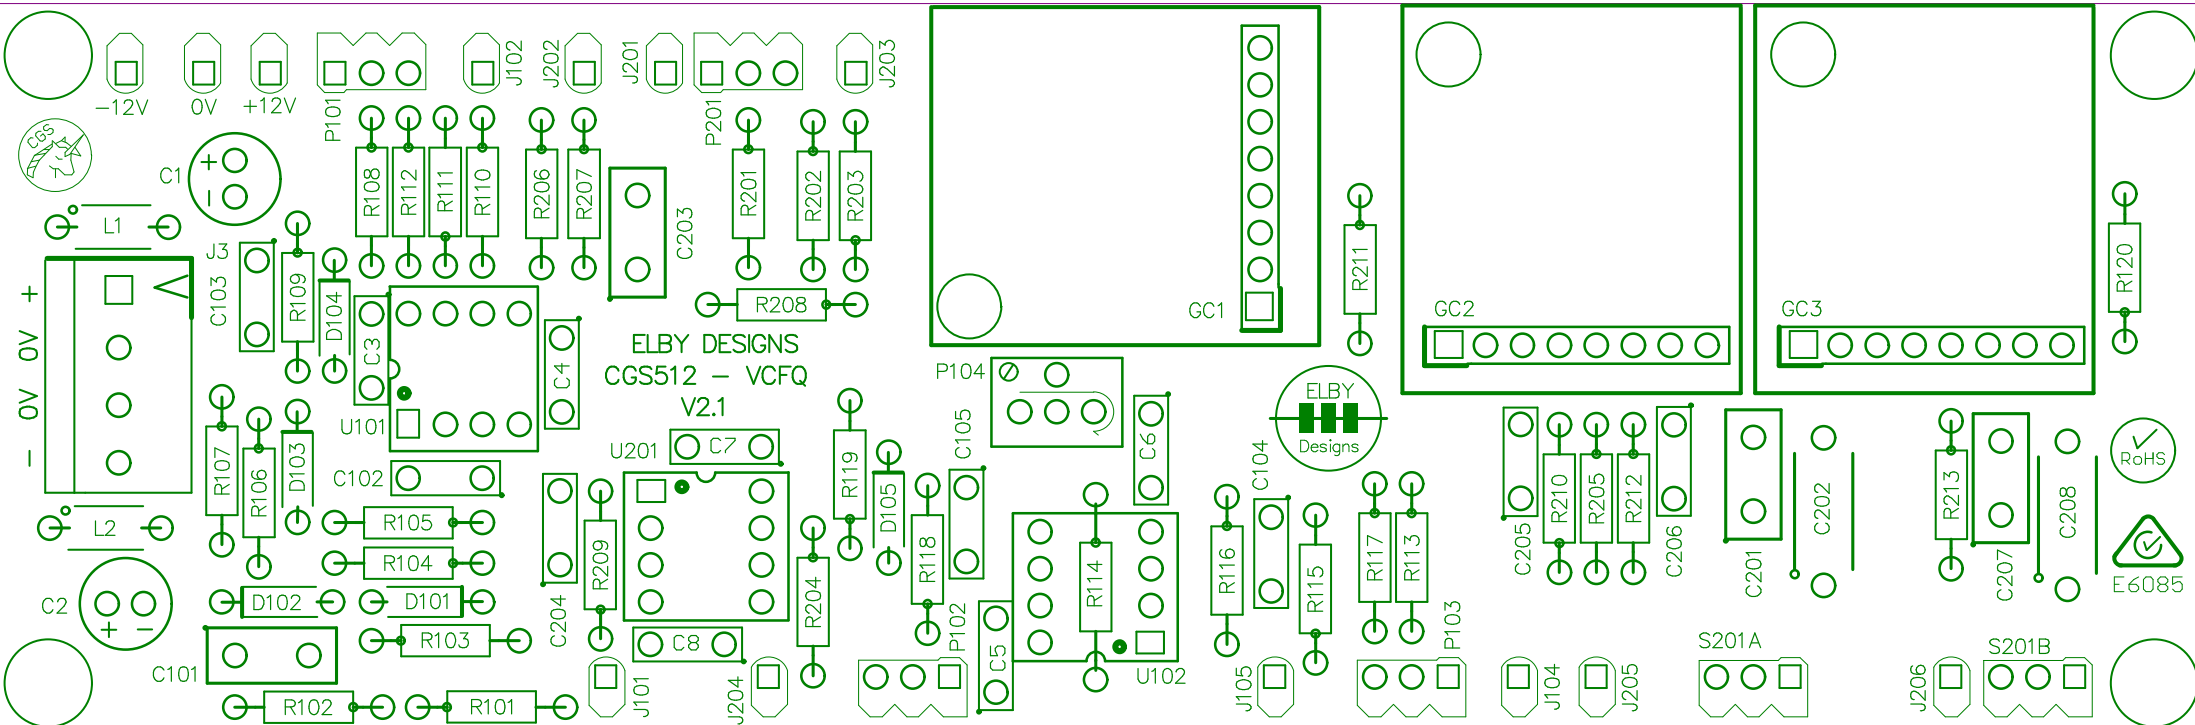 -12V
0V
+12V
P101
J102
J202
J201
P201
J203
CGS
C1
+
-
R108
R112
R111
R110
R206
R207
C203
R201
R202
R203
L1
J3
C103
R109
D104
R208
GC1
R211
GC2
GC3
R120
+
0V
0V
-
C3
C4
ELBY DESIGNS
CGS512 - VCFQ
V2.1
U101
P104
C105
C6
ELBY
Designs
C104
R107
R106
D103
C102
U201
C7
R119
D105
R118
C205
R210
R205
R212
C206
C201
C202
R213
C207
C208
RoHS
L2
R105
R104
C204
R209
R204
R114
R116
R115
R117
R113
E6085
C2
+
-
D102
D101
R103
C8
P102
C5
P103
S201A
S201B
C101
R102
R101
J101
J204
U102
J105
J104
J205
J206